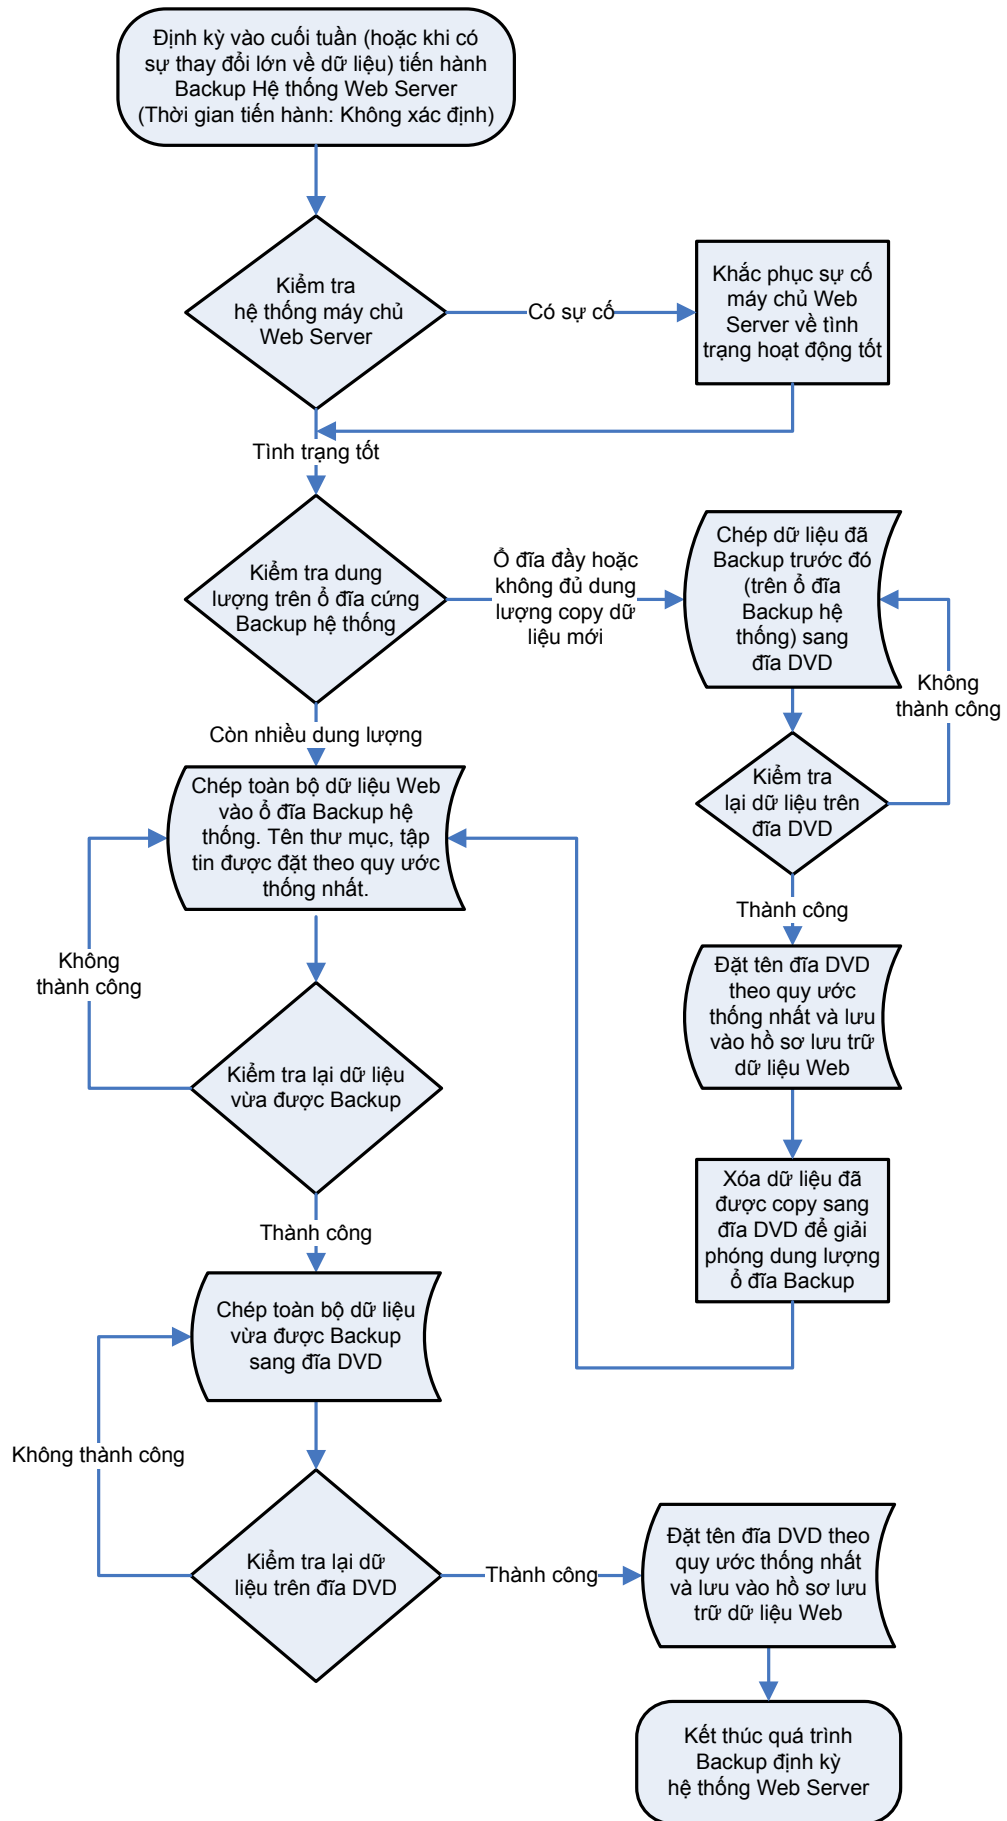 Định kỳ vào cuối tuần (hoặc khi có
sự thay đổi lớn về dữ liệu) tiến hành
Backup Hệ thống Web Server
(Thời gian tiến hành: Không xác định)
Kiểm tra
hệ thống máy chủ
Web Server
Có sự cố
Khắc phục sự cố
máy chủ Web
Server về tình
trạng hoạt động tốt
Tình trạng tốt
Kiểm tra dung
lượng trên ổ đĩa cứng
Backup hệ thống
Ổ đĩa đầy hoặc
không đủ dung
lượng copy dữ
liệu mới
Chép dữ liệu đã
Backup trước đó
(trên ổ đĩa
Backup hệ
thống) sang
đĩa DVD
Không
thành công
Còn nhiều dung lượng
Kiểm tra
lại dữ liệu trên
đĩa DVD
Chép toàn bộ dữ liệu Web
vào ổ đĩa Backup hệ
thống. Tên thư mục, tập
tin được đặt theo quy ước
thống nhất.
Thành công
Không
thành công
Đặt tên đĩa DVD
theo quy ước
thống nhất và lưu
vào hồ sơ lưu trữ
dữ liệu Web
Kiểm tra lại dữ liệu
vừa được Backup
Xóa dữ liệu đã
được copy sang
đĩa DVD để giải
phóng dung lượng
ổ đĩa Backup
Thành công
Chép toàn bộ dữ liệu
vừa được Backup
sang đĩa DVD
Không thành công
Kiểm tra lại dữ
liệu trên đĩa DVD
Thành công
Đặt tên đĩa DVD theo
quy ước thống nhất
và lưu vào hồ sơ lưu
trữ dữ liệu Web
Kết thúc quá trình
Backup định kỳ
hệ thống Web Server